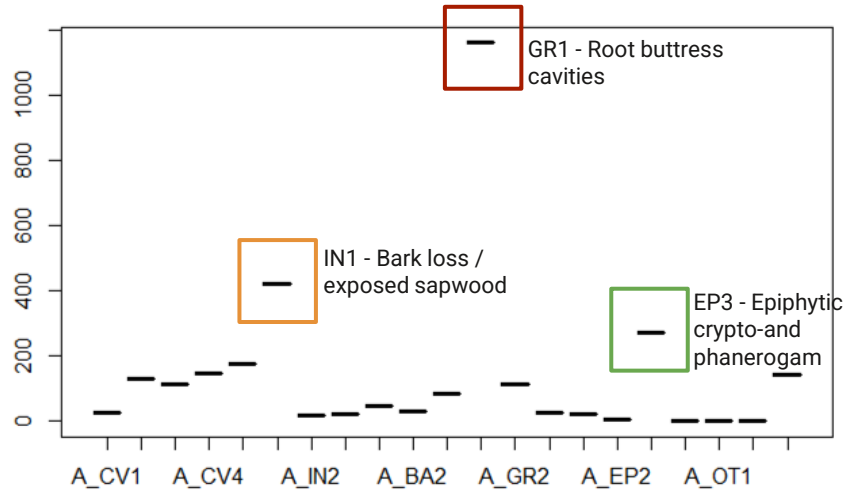 GR1 - Root buttress
cavities
IN1 - Bark loss /
exposed sapwood
EP3 - Epiphytic
crypto-and
phanerogam
1000
800
600
400
200
0
A_CV1 A_CV4 A_IN2 A_BA2 A_GR2 A_EP2 A_OT1